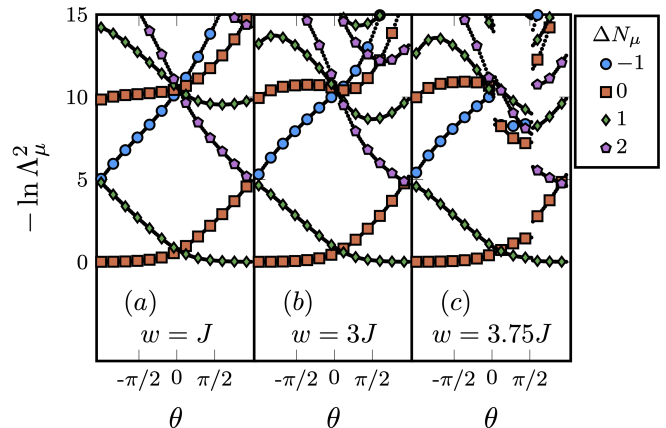 15
10
5
0
− ln Λ²_μ
(a)
w = J
(b)
w = 3J
(c)
w = 3.75J
-π/2 0 π/2
-π/2 0 π/2
-π/2 0 π/2
θ
θ
θ
ΔN_μ
−1
0
1
2